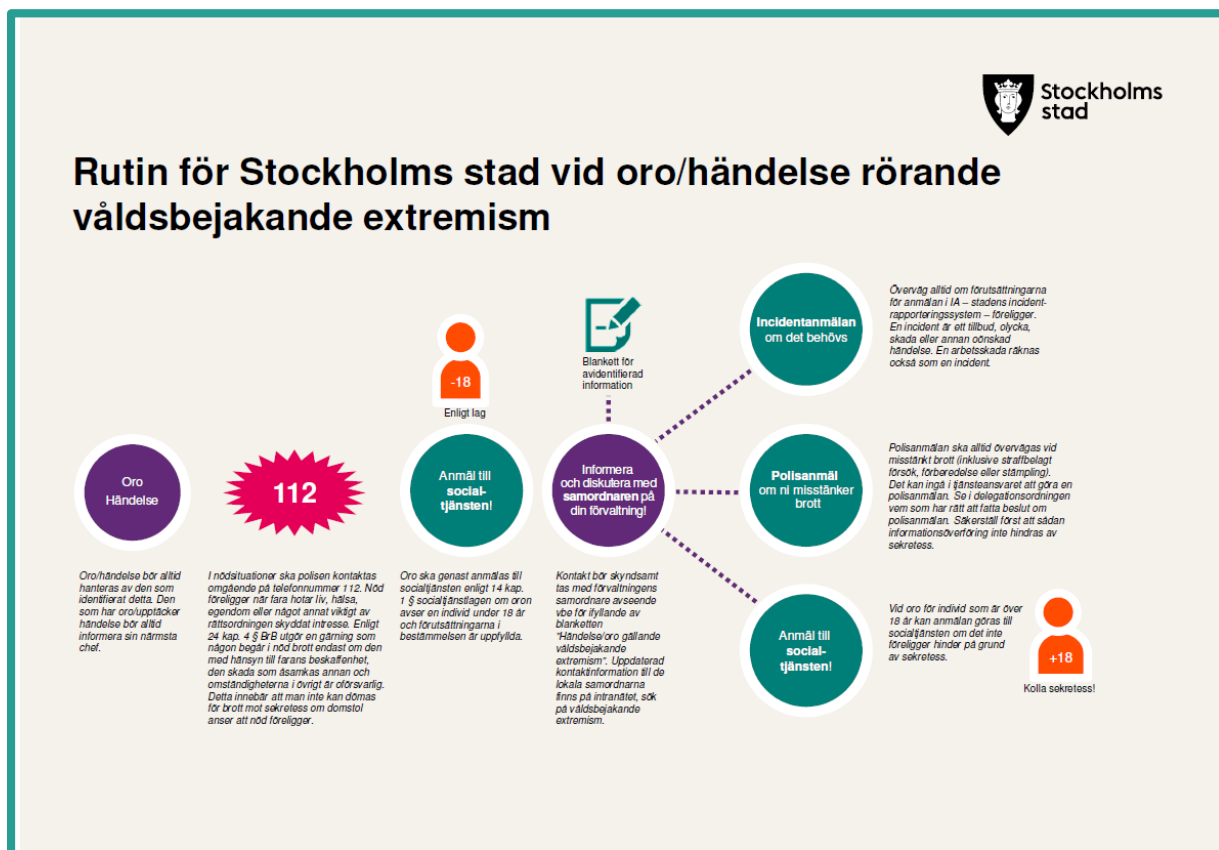 Stockholms
stad
Rutin för Stockholms stad vid oro/händelse rörande
våldsbejakande extremism
Oro
Händelse
Oro/händelse bör alltid
hanteras av den som
identifierat detta. Den
som har oro/upptäcker
händelse bör alltid
informera sin närmsta
chef.
112
I nödsituationer ska polisen kontaktas
omgående på telefonnummer 112. Nöd
föreligger när fara hotar liv, hälsa,
egendom eller något annat viktigt av
rättsordningen skyddat intresse. Enligt
24 kap. 4 § BrB utgör en gärning som
någon begår i nöd brott endast om den
med hänsyn till farans beskaffenhet,
den skada som åsamkas annan och
omständigheterna i övrigt är oförsvarlig.
Detta innebär att man inte kan dömas
för brott mot sekretess om domstol
anser att nöd föreligger.
-18
Enligt lag
Anmäl till
social-
tjänsten!
Oro ska genast anmälas till
socialtjänsten enligt 14 kap.
1 § socialtjänstlagen om oron
avser en individ under 18 år
och förutsättningarna i
bestämmelsen är uppfyllda.
Blankett för
avidentifierad
information
Informera
och diskutera med
samordnaren på
din förvaltning!
Kontakt bör skyndsamt
tas med förvaltningens
samordnare avseende
vbe för ifyllande av
blanketten
"Händelse/oro gällande
våldsbejakande
extremism". Uppdaterad
kontaktinformation till de
lokala samordnarna
finns på intranätet, sök
på våldsbejakande
extremism.
Incidentanmälan
om det behövs
Överväg alltid om förutsättningarna
för anmälan i IA – stadens incident-
rapporteringssystem – föreligger.
En incident är ett tillbud, olycka,
skada eller annan oönskad
händelse. En arbetsskada räknas
också som en incident.
Polisanmäl
om ni misstänker
brott
Polisanmälan ska alltid övervägas vid
misstänkt brott (inklusive straffbelagt
försök, förberedelse eller stämpling).
Det kan ingå i tjänsteansvaret att göra en
polisanmälan. Se i delegationsordningen
vem som har rätt att fatta beslut om
polisanmälan. Säkerställ först att sådan
informationsöverföring inte hindras av
sekretess.
Anmäl till
social-
tjänsten!
Vid oro för individ som är över
18 år kan anmälan göras till
socialtjänsten om det inte
föreligger hinder på grund
av sekretess.
+18
Kolla sekretess!